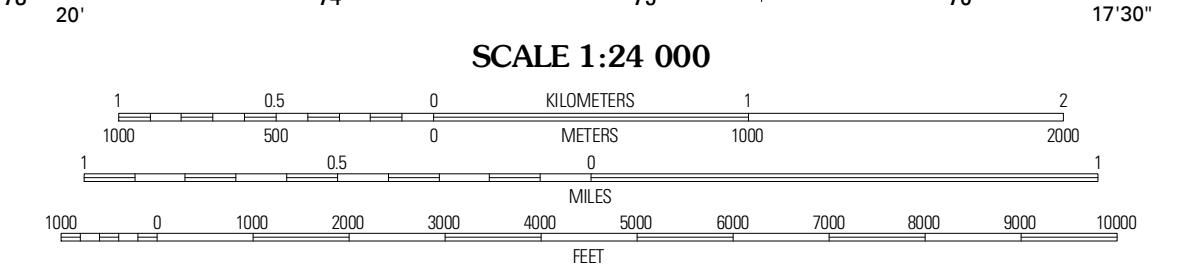 20' 17'30"
SCALE 1:24 000
1 0.5 0 KILOMETERS 1 2
1000 500 0 METERS 1000 2000
1 0.5 0 1
MILES
1000 0 1000 2000 3000 4000 5000 6000 7000 8000 9000 10000
FEET